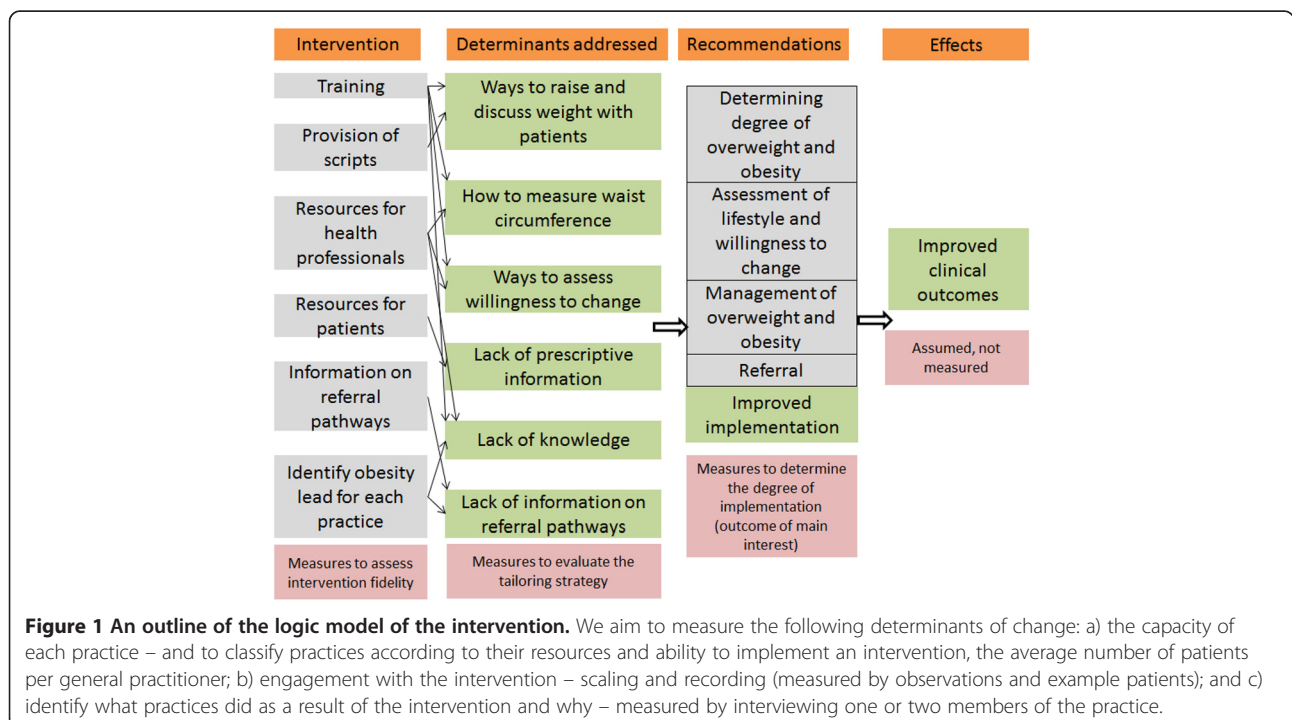 Intervention
Determinants addressed
Recommendations
Effects
Training
Provision of
scripts
Resources for
health
professionals
Resources for
patients
Information on
referral
pathways
Identify obesity
lead for each
practice
Measures to assess
intervention fidelity
Ways to raise and
discuss weight with
patients
How to measure waist
circumference
Ways to assess
willingness to change
Lack of prescriptive
information
Lack of knowledge
Lack of information on
referral pathways
Measures to evaluate the
tailoring strategy
Determining
degree of
overweight and
obesity
Assessment of
lifestyle and
willingness to
change
Management of
overweight and
obesity
Referral
Improved
implementation
Measures to determine
the degree of
implementation
(outcome of main
interest)
Improved
clinical
outcomes
Assumed, not
measured
Figure 1 An outline of the logic model of the intervention. We aim to measure the following determinants of change: a) the capacity of
each practice – and to classify practices according to their resources and ability to implement an intervention, the average number of patients
per general practitioner; b) engagement with the intervention – scaling and recording (measured by observations and example patients); and c)
identify what practices did as a result of the intervention and why – measured by interviewing one or two members of the practice.